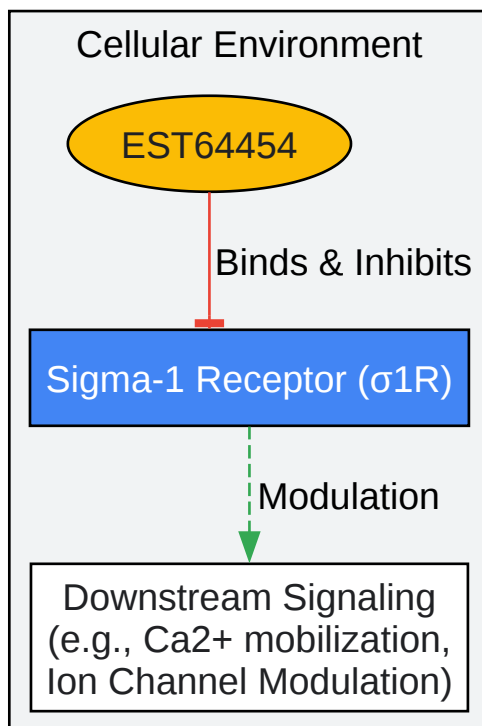 Cellular Environment
EST64454
Binds & Inhibits
Sigma-1 Receptor (σ1R)
Modulation
Downstream Signaling
(e.g., Ca2+ mobilization,
Ion Channel Modulation)